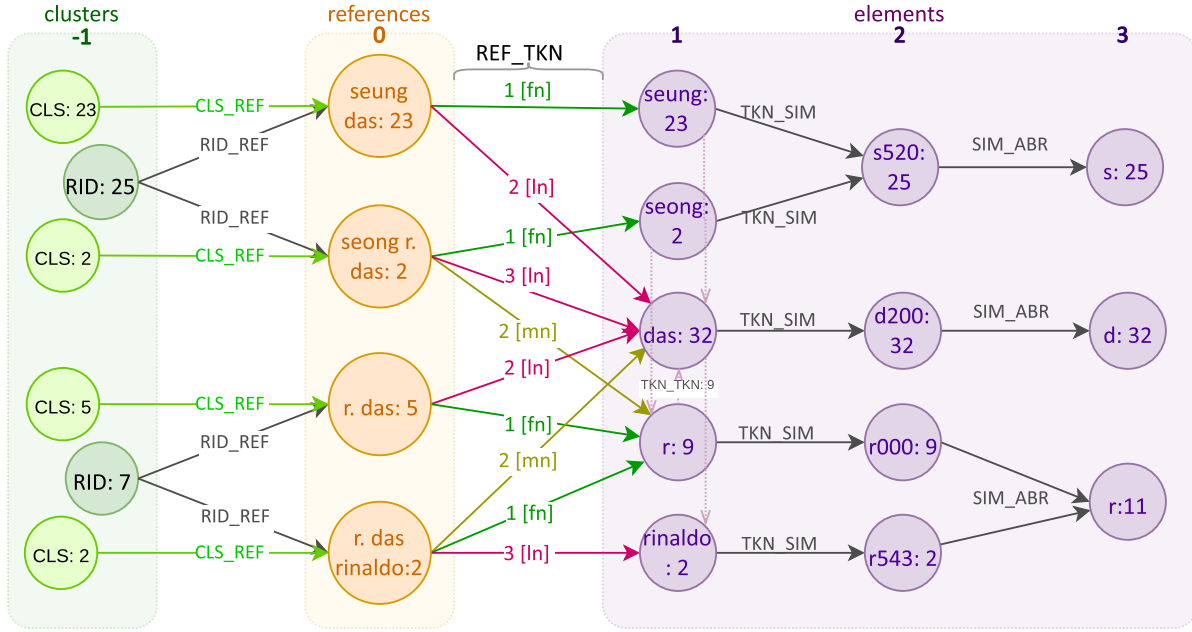 clusters
-1
references
0
elements
1
2
3
REF_TKN
CLS: 23
CLS_REF
seung
das: 23
1 [fn]
seung:
23
TKN_SIM
s520:
25
SIM_ABR
s: 25
RID_REF
RID: 25
2 [ln]
RID_REF
seong:
2
TKN_SIM
CLS: 2
CLS_REF
seong r.
das: 2
1 [fn]
3 [ln]
2 [mn]
das: 32
TKN_SIM
d200:
32
SIM_ABR
d: 32
2 [ln]
TKN_TKN: 9
CLS: 5
CLS_REF
r. das: 5
1 [fn]
r: 9
TKN_SIM
r000: 9
RID_REF
2 [mn]
RID: 7
SIM_ABR
r:11
RID_REF
1 [fn]
CLS: 2
CLS_REF
r. das
rinaldo:2
3 [ln]
rinaldo
: 2
TKN_SIM
r543: 2